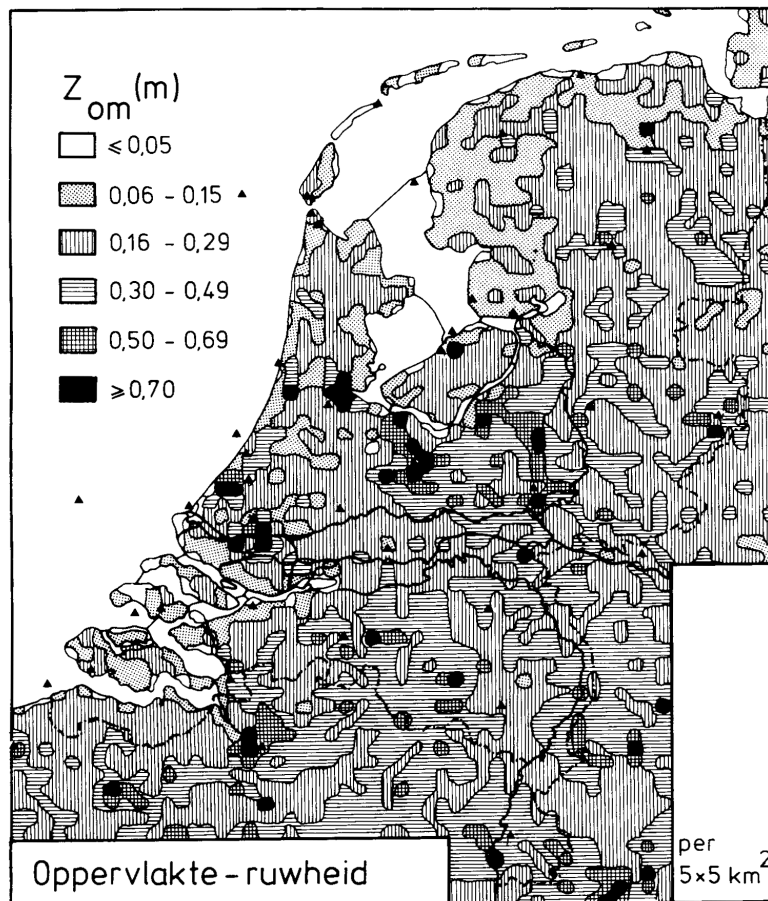 Z_om (m)
≤ 0,05
0,06 - 0,15
0,16 - 0,29
0,30 - 0,49
0,50 - 0,69
≥ 0,70
Oppervlakte - ruwheid
per
5×5 km²